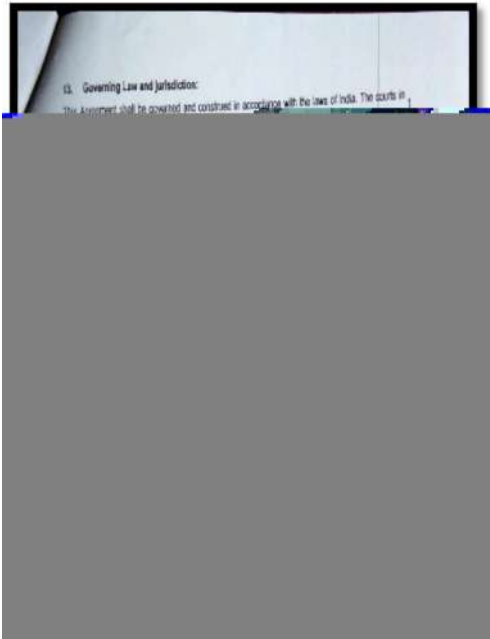 13. Governing Law and Jurisdiction:
This Agreement shall be governed and construed in accordance with the laws of India. The courts in